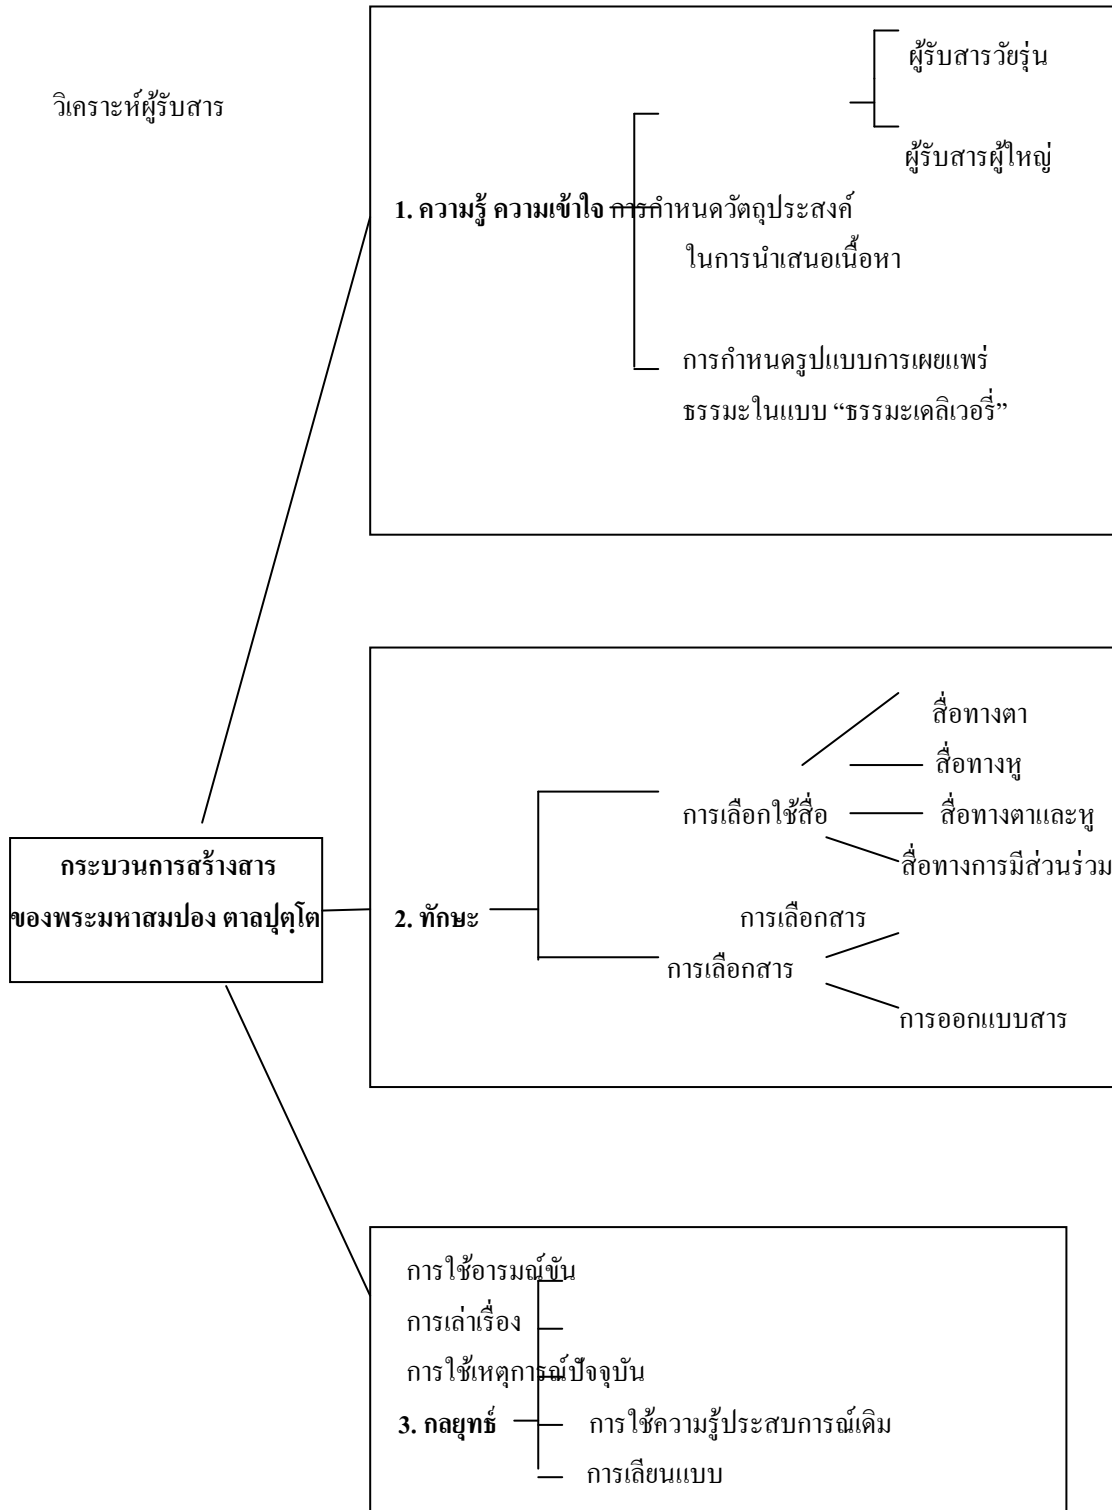 ผู้รับสารวัยรุ่น
วิเคราะห์ผู้รับสาร
ผู้รับสารผู้ใหญ่
1. ความรู้ ความเข้าใจ การกำหนดวัตถุประสงค์
ในการนำเสนอเนื้อหา
การกำหนดรูปแบบการเผยแพร่
ธรรมะในแบบ “ธรรมะเดลิเวอรี่”
สื่อทางตา
สื่อทางหู
การเลือกใช้สื่อ สื่อทางตาและหู
สื่อทางการมีส่วนร่วม
กระบวนการสร้างสาร
ของพระมหาสมปอง ตาลปุตฺโต
2. ทักษะ
การเลือกสาร
การเลือกสาร
การออกแบบสาร
การใช้อารมณ์ขัน
การเล่าเรื่อง
การใช้เหตุการณ์ปัจจุบัน
3. กลยุทธ์ การใช้ความรู้ประสบการณ์เดิม
การเลียนแบบ